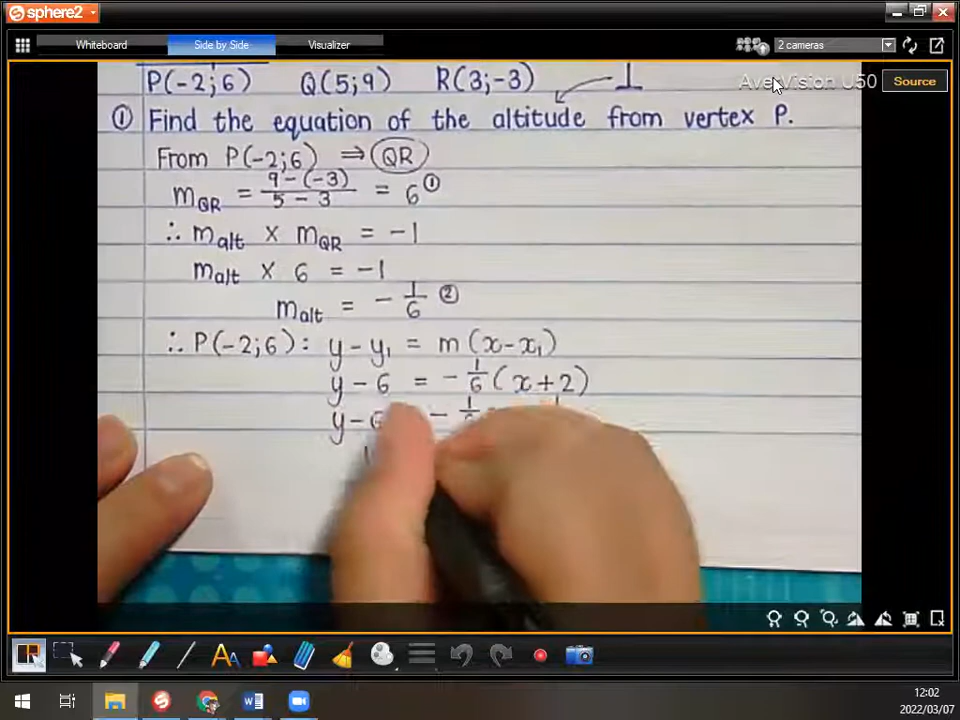 sphere2
Whiteboard Side by Side Visualizer 2 cameras
AverVision U50 Source
P(-2;6) Q(5;9) R(3;-3) ⊥
① Find the equation of the altitude from vertex P.
From P(-2;6) ⇒ QR
m_QR = 9-(-3)/5-3 = 6 ①
∴ m_alt × m_QR = -1
m_alt × 6 = -1
m_alt = -1/6 ②
∴ P(-2;6): y-y₁ = m(x-x₁)
y-6 = -1/6(x+2)
y-6
12:02
2022/03/07